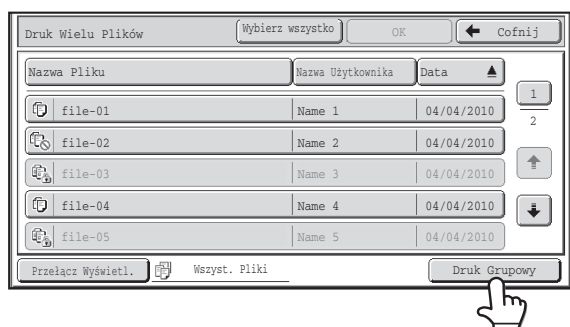 Druk Wielu Plików Wybierz wszystko OK Cofnij
Nazwa Pliku Nazwa Użytkownika Data
file-01 Name 1 04/04/2010
file-02 Name 2 04/04/2010
file-03 Name 3 04/04/2010
file-04 Name 4 04/04/2010
file-05 Name 5 04/04/2010
1
2
Przełącz Wyświetl. Wszyst. Pliki Druk Grupowy